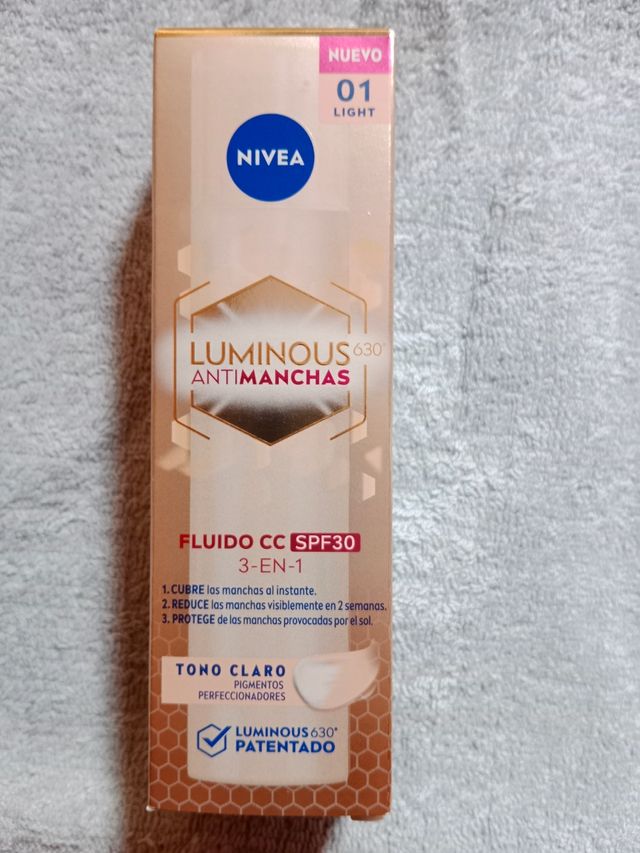 NUEVO
01
LIGHT
NIVEA
LUMINOUS630®
ANTIMANCHAS
FLUIDO CC SPF30
3-EN-1
1. CUBRE las manchas al instante.
2. REDUCE las manchas visiblemente en 2 semanas.
3. PROTEGE de las manchas provocadas por el sol.
TONO CLARO
PIGMENTOS
PERFECCIONADORES
LUMINOUS630®
PATENTADO